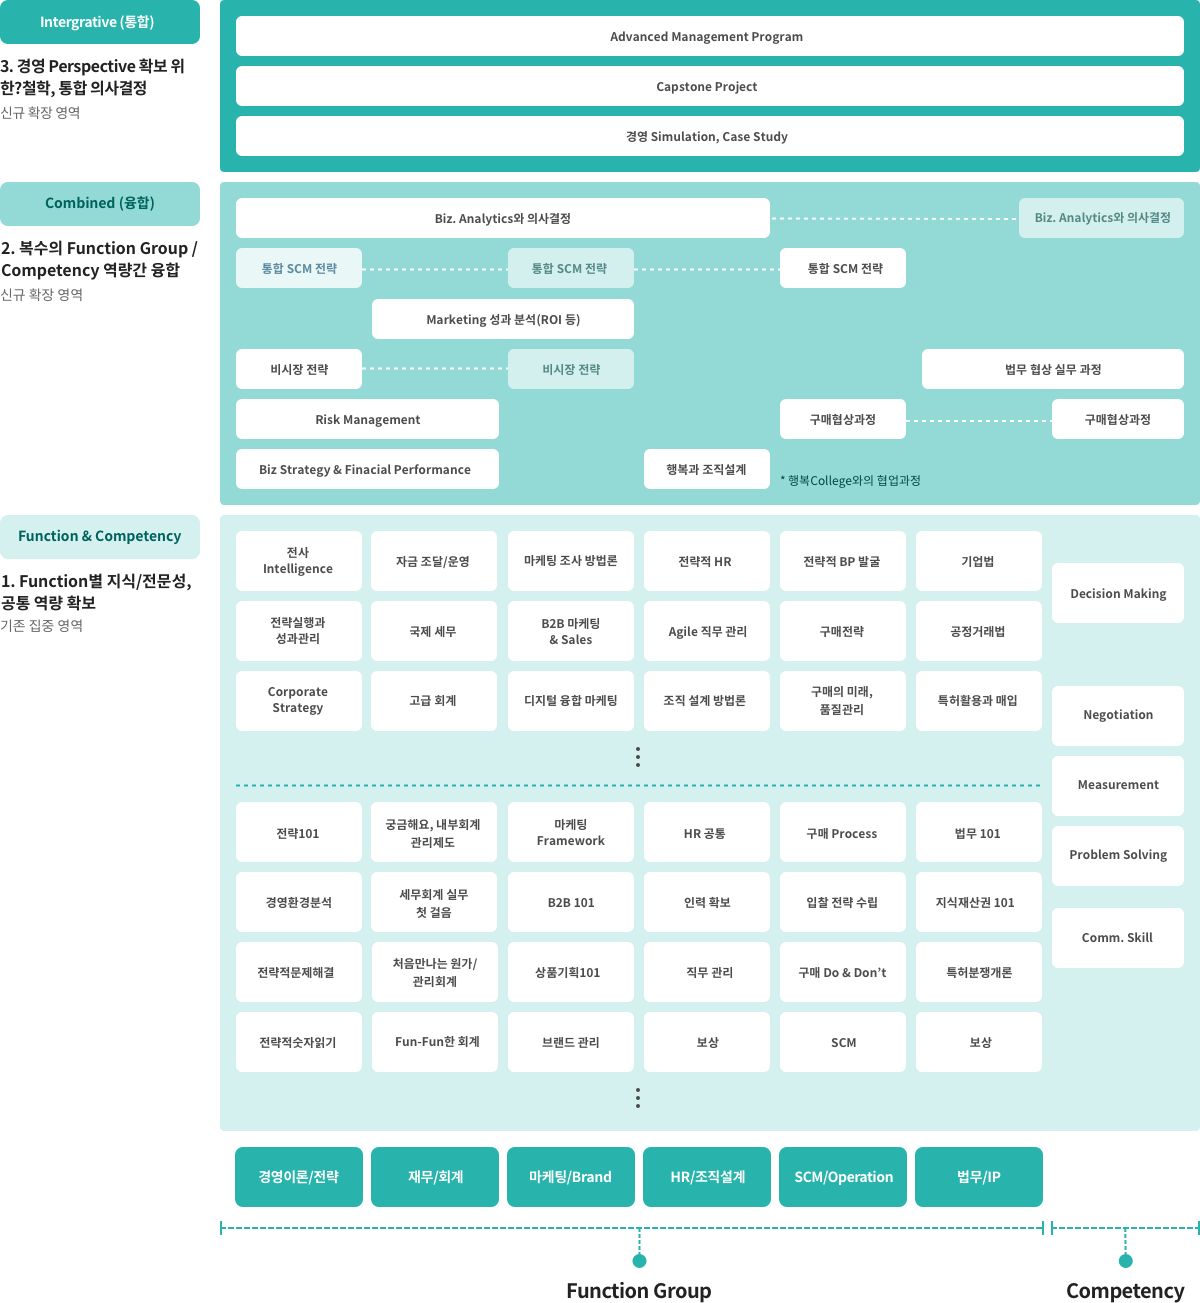 Intergrative (통합)
3. 경영 Perspective 확보 위
한?철학, 통합 의사결정
신규 확장 영역
Advanced Management Program
Capstone Project
경영 Simulation, Case Study
Combined (융합)
2. 복수의 Function Group /
Competency 역량간 융합
신규 확장 영역
Biz. Analytics와 의사결정
Biz. Analytics와 의사결정
통합 SCM 전략
통합 SCM 전략
통합 SCM 전략
Marketing 성과 분석(ROI 등)
비시장 전략
비시장 전략
법무 협상 실무 과정
Risk Management
구매협상과정
구매협상과정
Biz Strategy & Finacial Performance
행복과 조직설계
* 행복College와의 협업과정
Function & Competency
1. Function별 지식/전문성,
공통 역량 확보
기존 집중 영역
전사
Intelligence
자금 조달/운영
마케팅 조사 방법론
전략적 HR
전략적 BP 발굴
기업법
Decision Making
전략실행과
성과관리
국제 세무
B2B 마케팅
& Sales
Agile 직무 관리
구매전략
공정거래법
Corporate
Strategy
고급 회계
디지털 융합 마케팅
조직 설계 방법론
구매의 미래,
품질관리
특허활용과 매입
Negotiation
Measurement
전략101
궁금해요, 내부회계
관리제도
마케팅
Framework
HR 공통
구매 Process
법무 101
Problem Solving
경영환경분석
세무회계 실무
첫 걸음
B2B 101
인력 확보
입찰 전략 수립
지식재산권 101
Comm. Skill
전략적문제해결
처음만나는 원가/
관리회계
상품기획101
직무 관리
구매 Do & Don’t
특허분쟁개론
전략적숫자읽기
Fun-Fun한 회계
브랜드 관리
보상
SCM
보상
경영이론/전략
재무/회계
마케팅/Brand
HR/조직설계
SCM/Operation
법무/IP
Function Group
Competency